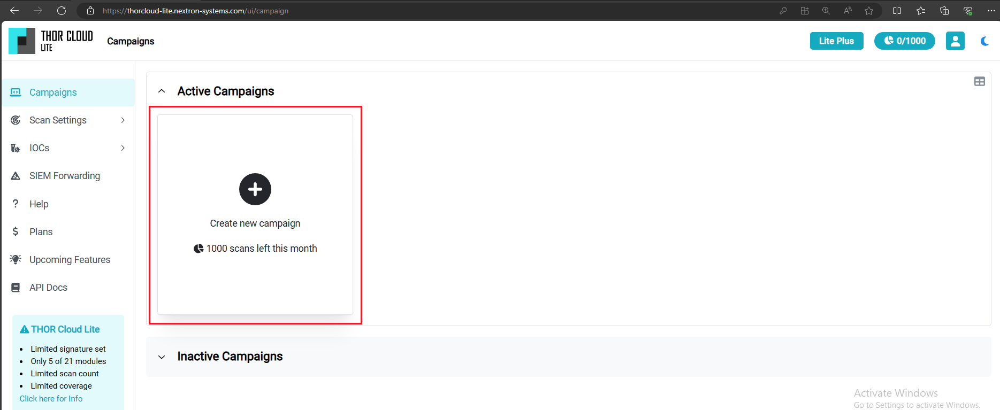 https://thorcloud-lite.nextron-systems.com/ui/campaign
THOR CLOUD
LITE
Campaigns
Lite Plus
0/1000
Campaigns
Scan Settings
IOCs
SIEM Forwarding
Help
Plans
Upcoming Features
API Docs
THOR Cloud Lite
• Limited signature set
• Only 5 of 21 modules
• Limited scan count
• Limited coverage
Click here for Info
Active Campaigns
Create new campaign
1000 scans left this month
Inactive Campaigns
Activate Windows
Go to Settings to activate Windows.